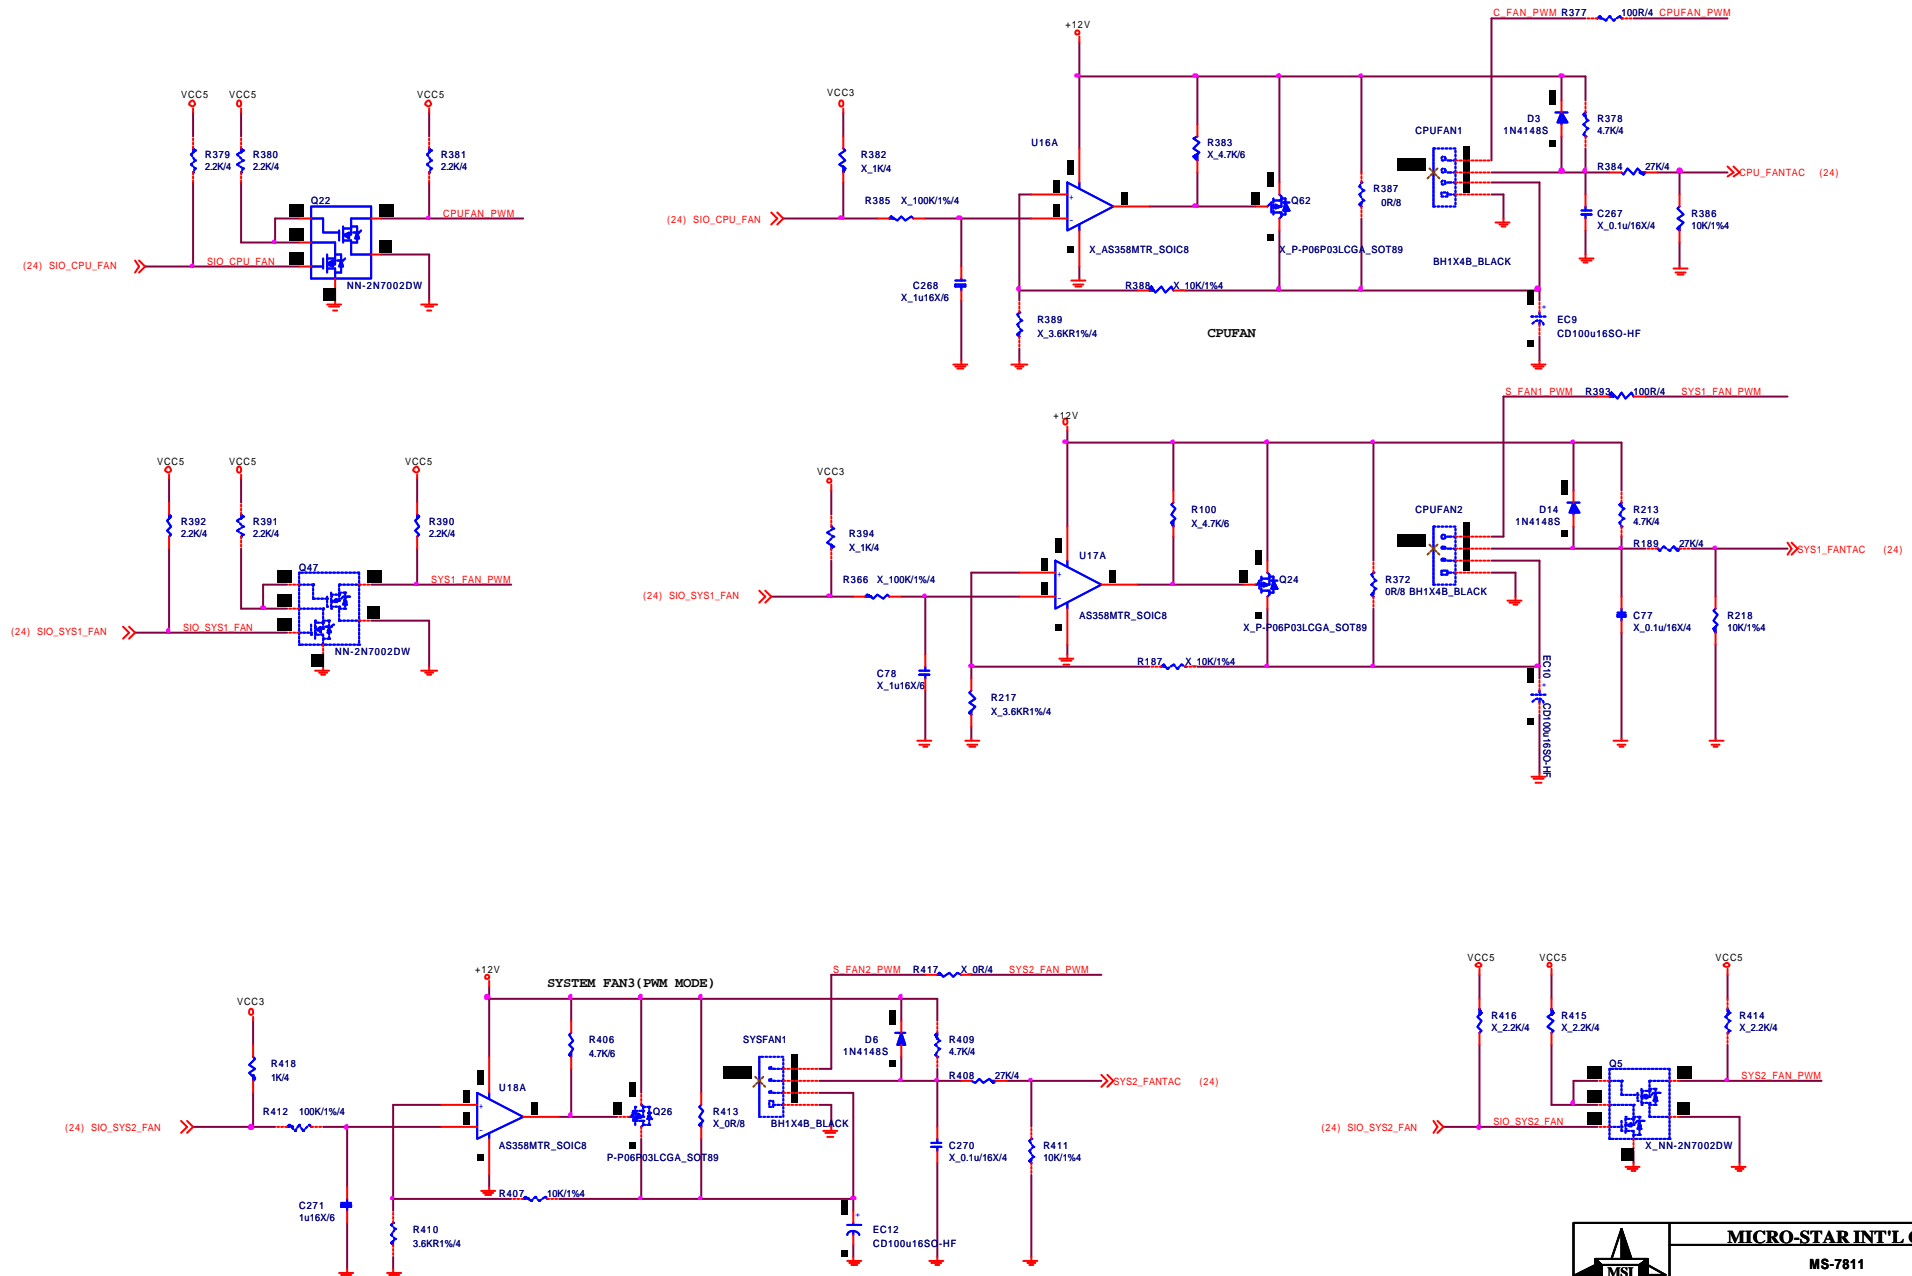 C_FAN_PWM R377 100R/4 CPUFAN_PWM
+12V
VCC5 VCC5 VCC5
VCC3
R379
2.2K/4
R380
2.2K/4
R381
2.2K/4
Q22
CPUFAN_PWM
(24) SIO_CPU_FAN
SIO_CPU_FAN
NN-2N7002DW
R382
X_1K/4
R385 X_100K/1%/4
(24) SIO_CPU_FAN
C268
X_1u16X/6
U16A
+
-
X_AS358MTR_SOIC8
R383
X_4.7K/6
Q62
X_P-P06P03LCGA_SOT89
R387
0R/8
R388 X_10K/1%4
R389
X_3.6KR1%/4
CPUFAN
CPUFAN1
BH1X4B_BLACK
D3
1N4148S
R378
4.7K/4
R384 27K/4
CPU_FANTAC (24)
C267
X_0.1u/16X/4
R386
10K/1%4
+
EC9
CD100u16SO-HF
S_FAN1_PWM R393 100R/4 SYS1_FAN_PWM
+12V
VCC5 VCC5 VCC5
VCC3
R392
2.2K/4
R391
2.2K/4
R390
2.2K/4
Q47
SYS1_FAN_PWM
(24) SIO_SYS1_FAN
SIO_SYS1_FAN
NN-2N7002DW
R394
X_1K/4
R366 X_100K/1%/4
(24) SIO_SYS1_FAN
C78
X_1u16X/6
U17A
+
-
AS358MTR_SOIC8
R100
X_4.7K/6
Q24
X_P-P06P03LCGA_SOT89
R372
0R/8
R187 X_10K/1%4
R217
X_3.6KR1%/4
CPUFAN2
BH1X4B_BLACK
D14
1N4148S
R213
4.7K/4
R189 27K/4
SYS1_FANTAC (24)
C77
X_0.1u/16X/4
R218
10K/1%4
+
EC10
CD100u16SO-HF
S_FAN2_PWM R417 X_0R/4 SYS2_FAN_PWM
+12V
SYSTEM FAN3(PWM MODE)
VCC3
R418
1K/4
R412 100K/1%/4
(24) SIO_SYS2_FAN
C271
1u16X/6
U18A
+
-
AS358MTR_SOIC8
R406
4.7K/6
Q26
P-P06P03LCGA_SOT89
R413
X_0R/8
R407 10K/1%4
R410
3.6KR1%/4
SYSFAN1
BH1X4B_BLACK
D6
1N4148S
R409
4.7K/4
R408 27K/4
SYS2_FANTAC (24)
C270
X_0.1u/16X/4
R411
10K/1%4
+
EC12
CD100u16SO-HF
VCC5 VCC5 VCC5
R416
X_2.2K/4
R415
X_2.2K/4
R414
X_2.2K/4
Q5
SYS2_FAN_PWM
(24) SIO_SYS2_FAN
SIO_SYS2_FAN
X_NN-2N7002DW
MICRO-STAR INT'L
MSI
MS-7811